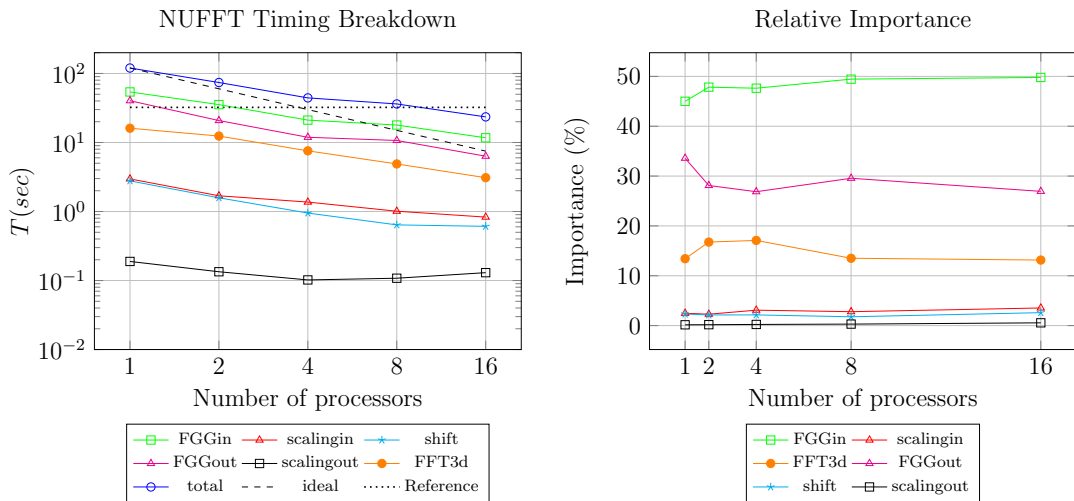 NUFFT Timing Breakdown
10^2
10^1
10^0
10^−1
10^−2
T(sec)
1 2 4 8 16
Number of processors
FGGin scalingin shift
FGGout scalingout FFT3d
total ideal Reference
Relative Importance
50
40
30
20
10
0
Importance (%)
1 2 4 8 16
Number of processors
FGGin scalingin
FFT3d FGGout
shift scalingout